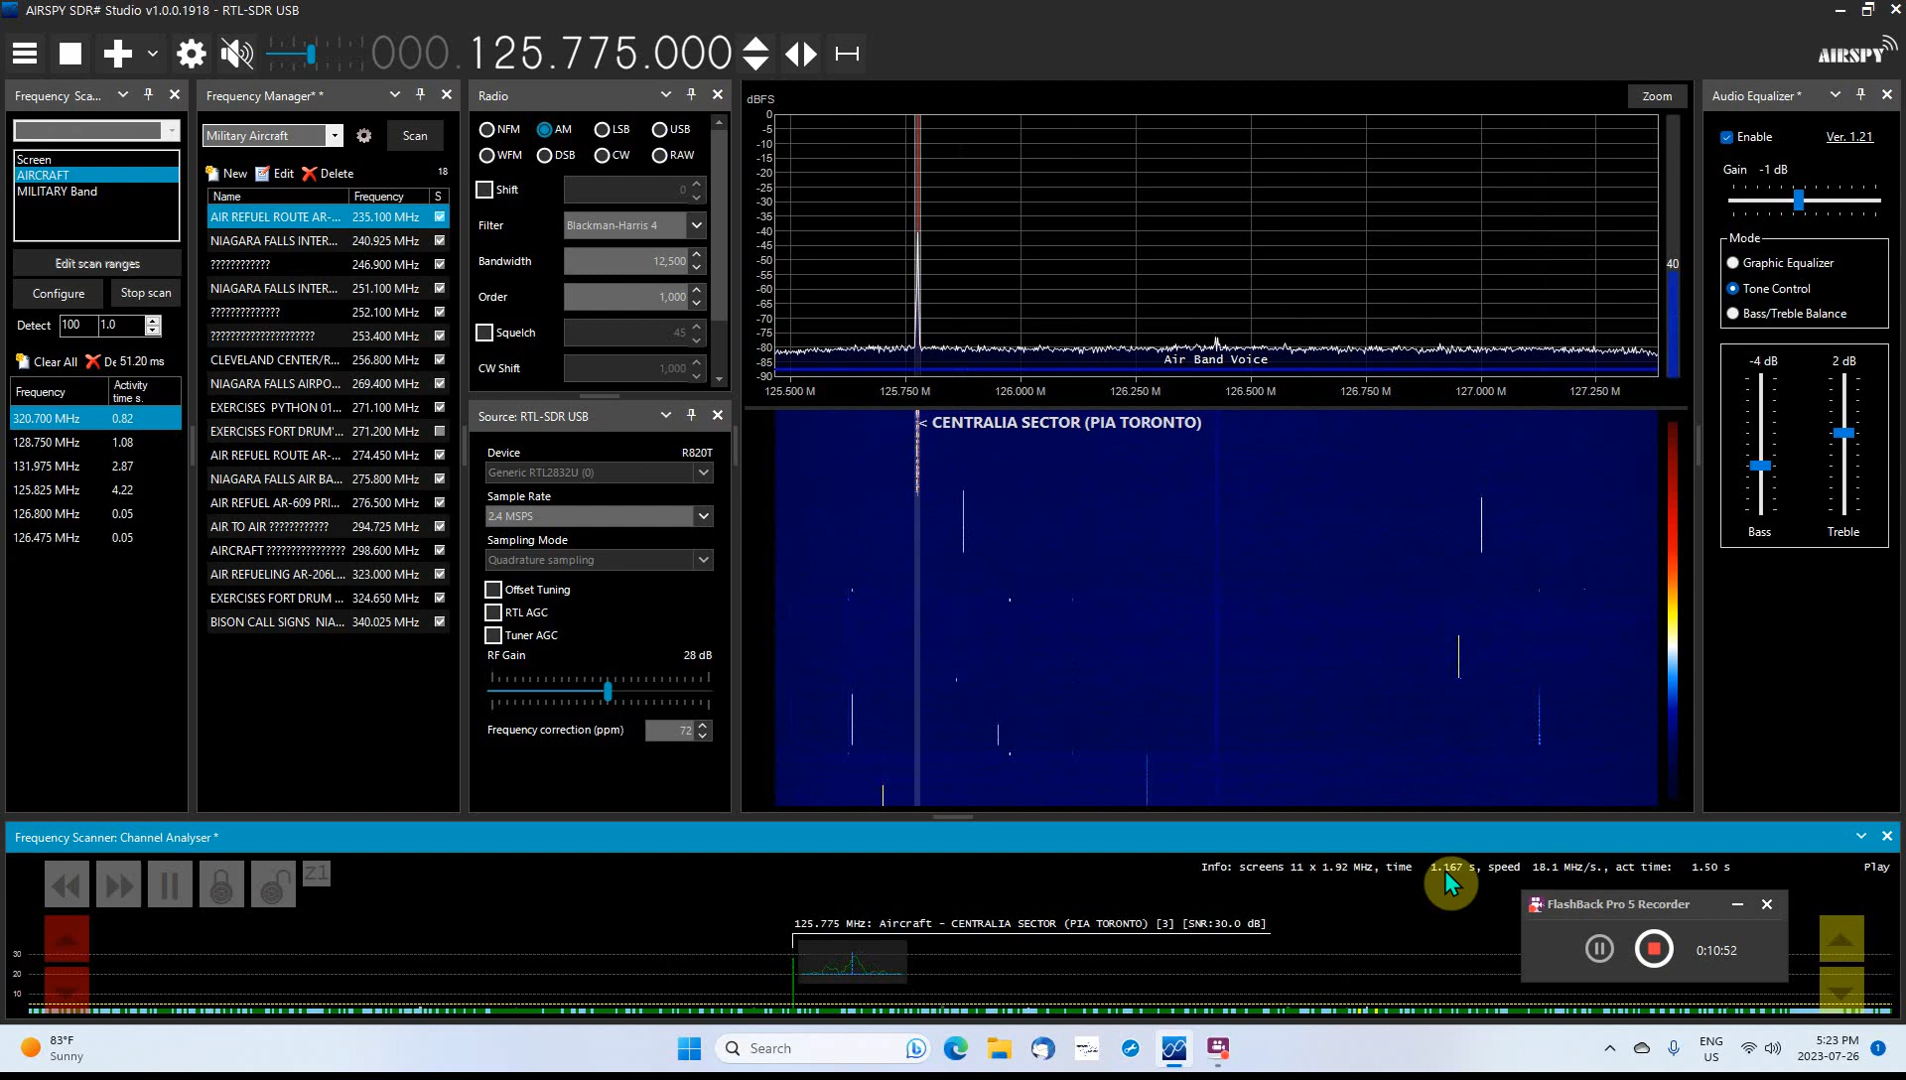 AIRSPY SDR# Studio v1.0.0.1918 - RTL-SDR USB
000.125.775.000
AIRSPY
Frequency Sca...
Screen
AIRCRAFT
MILITARY Band
Edit scan ranges
Configure
Stop scan
Detect 100 1.0
Clear All
De 51.20 ms
Frequency Activity time s.
320.700 MHz 0.82
128.750 MHz 1.08
131.975 MHz 2.87
125.825 MHz 4.22
126.800 MHz 0.05
126.475 MHz 0.05
Frequency Manager* *
Military Aircraft
Scan
New Edit Delete 18
Name Frequency S
AIR REFUEL ROUTE AR-... 235.100 MHz
NIAGARA FALLS INTER... 240.925 MHz
???????????? 246.900 MHz
NIAGARA FALLS INTER... 251.100 MHz
?????????????? 252.100 MHz
????????????????????? 253.400 MHz
CLEVELAND CENTER/R... 256.800 MHz
NIAGARA FALLS AIRPO... 269.400 MHz
EXERCISES PYTHON 01... 271.100 MHz
EXERCISES FORT DRUM'... 271.200 MHz
AIR REFUEL ROUTE AR-... 274.450 MHz
NIAGARA FALLS AIR BA... 275.800 MHz
AIR REFUEL AR-609 PRI... 276.500 MHz
AIR TO AIR ???????????? 294.725 MHz
AIRCRAFT ???????????????? 298.600 MHz
AIR REFUELING AR-206L... 323.000 MHz
EXERCISES FORT DRUM ... 324.650 MHz
BISON CALL SIGNS NIA... 340.025 MHz
Radio
NFM AM LSB USB
WFM DSB CW RAW
Shift 0
Filter Blackman-Harris 4
Bandwidth 12,500
Order 1,000
Squelch 45
CW Shift 1,000
Source: RTL-SDR USB
Device R820T
Generic RTL2832U (0)
Sample Rate
2.4 MSPS
Sampling Mode
Quadrature sampling
Offset Tuning
RTL AGC
Tuner AGC
RF Gain 28 dB
Frequency correction (ppm) 72
dBFS
Zoom
0
-5
-10
-15
-20
-25
-30
-35
-40
-45
-50
-55
-60
-65
-70
-75
-80
-85
-90
40
Air Band Voice
125.500 M 125.750 M 126.000 M 126.250 M 126.500 M 126.750 M 127.000 M 127.250 M
< CENTRALIA SECTOR (PIA TORONTO)
Audio Equalizer *
Enable Ver. 1.21
Gain -1 dB
Mode
Graphic Equalizer
Tone Control
Bass/Treble Balance
-4 dB 2 dB
Bass Treble
Frequency Scanner: Channel Analyser *
z1
Info: screens 11 x 1.92 MHz, time 1.167 s, speed 18.1 MHz/s., act time: 1.50 s
Play
125.775 MHz: Aircraft - CENTRALIA SECTOR (PIA TORONTO) [3] [SNR:30.0 dB]
30
20
10
FlashBack Pro 5 Recorder
0:10:52
83°F
Sunny
Search
ENG
US
5:23 PM
2023-07-26
1